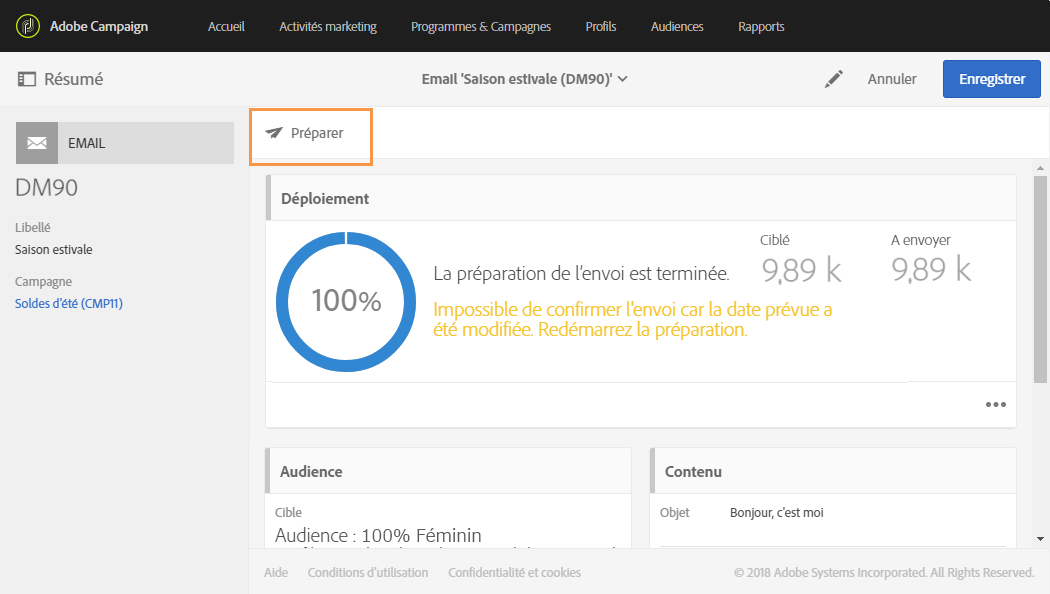 Adobe Campaign Accueil Activités marketing Programmes & Campagnes Profils Audiences Rapports
Résumé Email 'Saison estivale (DM90)' Annuler Enregistrer
EMAIL
DM90
Libellé
Saison estivale
Campagne
Soldes d'été (CMP11)
Préparer
Déploiement
100%
La préparation de l'envoi est terminée.
Impossible de confirmer l'envoi car la date prévue a
été modifiée. Redémarrez la préparation.
Ciblé
9,89 k
A envoyer
9,89 k
Audience
Cible
Audience : 100% Féminin
Contenu
Objet Bonjour, c'est moi
Aide Conditions d'utilisation Confidentialité et cookies © 2018 Adobe Systems Incorporated. All Rights Reserved.